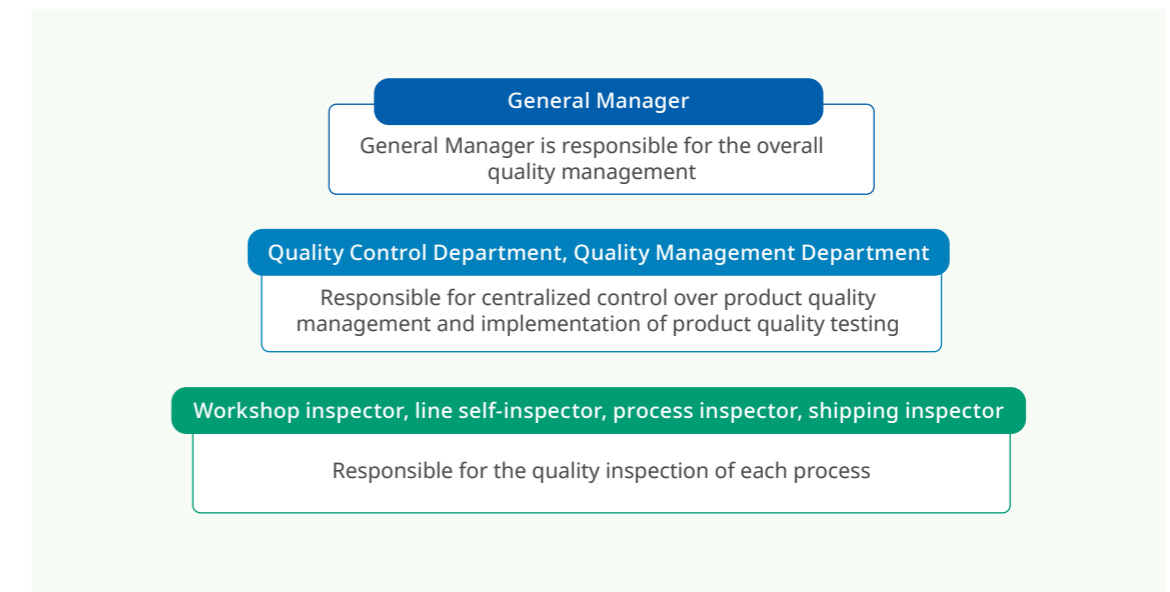 General Manager
General Manager is responsible for the overall
quality management
Quality Control Department, Quality Management Department
Responsible for centralized control over product quality
management and implementation of product quality testing
Workshop inspector, line self-inspector, process inspector, shipping inspector
Responsible for the quality inspection of each process